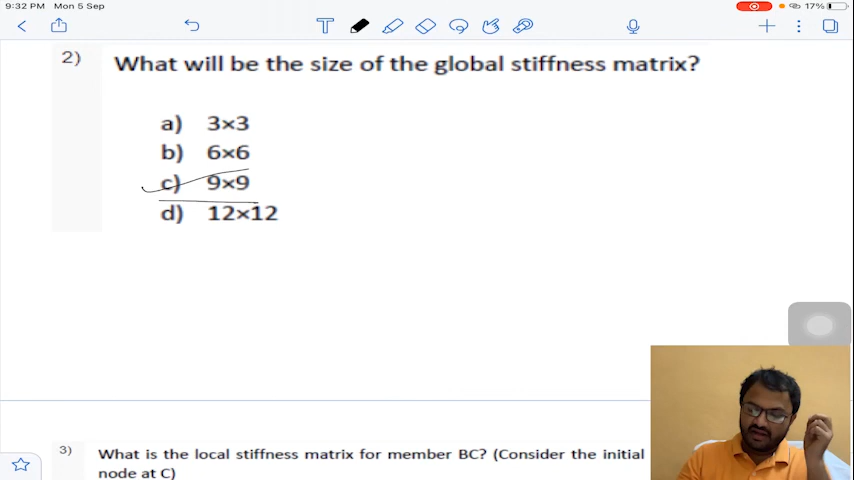 9:32 PM Mon 5 Sep
17%
2) What will be the size of the global stiffness matrix?
a) 3×3
b) 6×6
c) 9×9
d) 12×12
3) What is the local stiffness matrix for member BC? (Consider the initial
node at C)